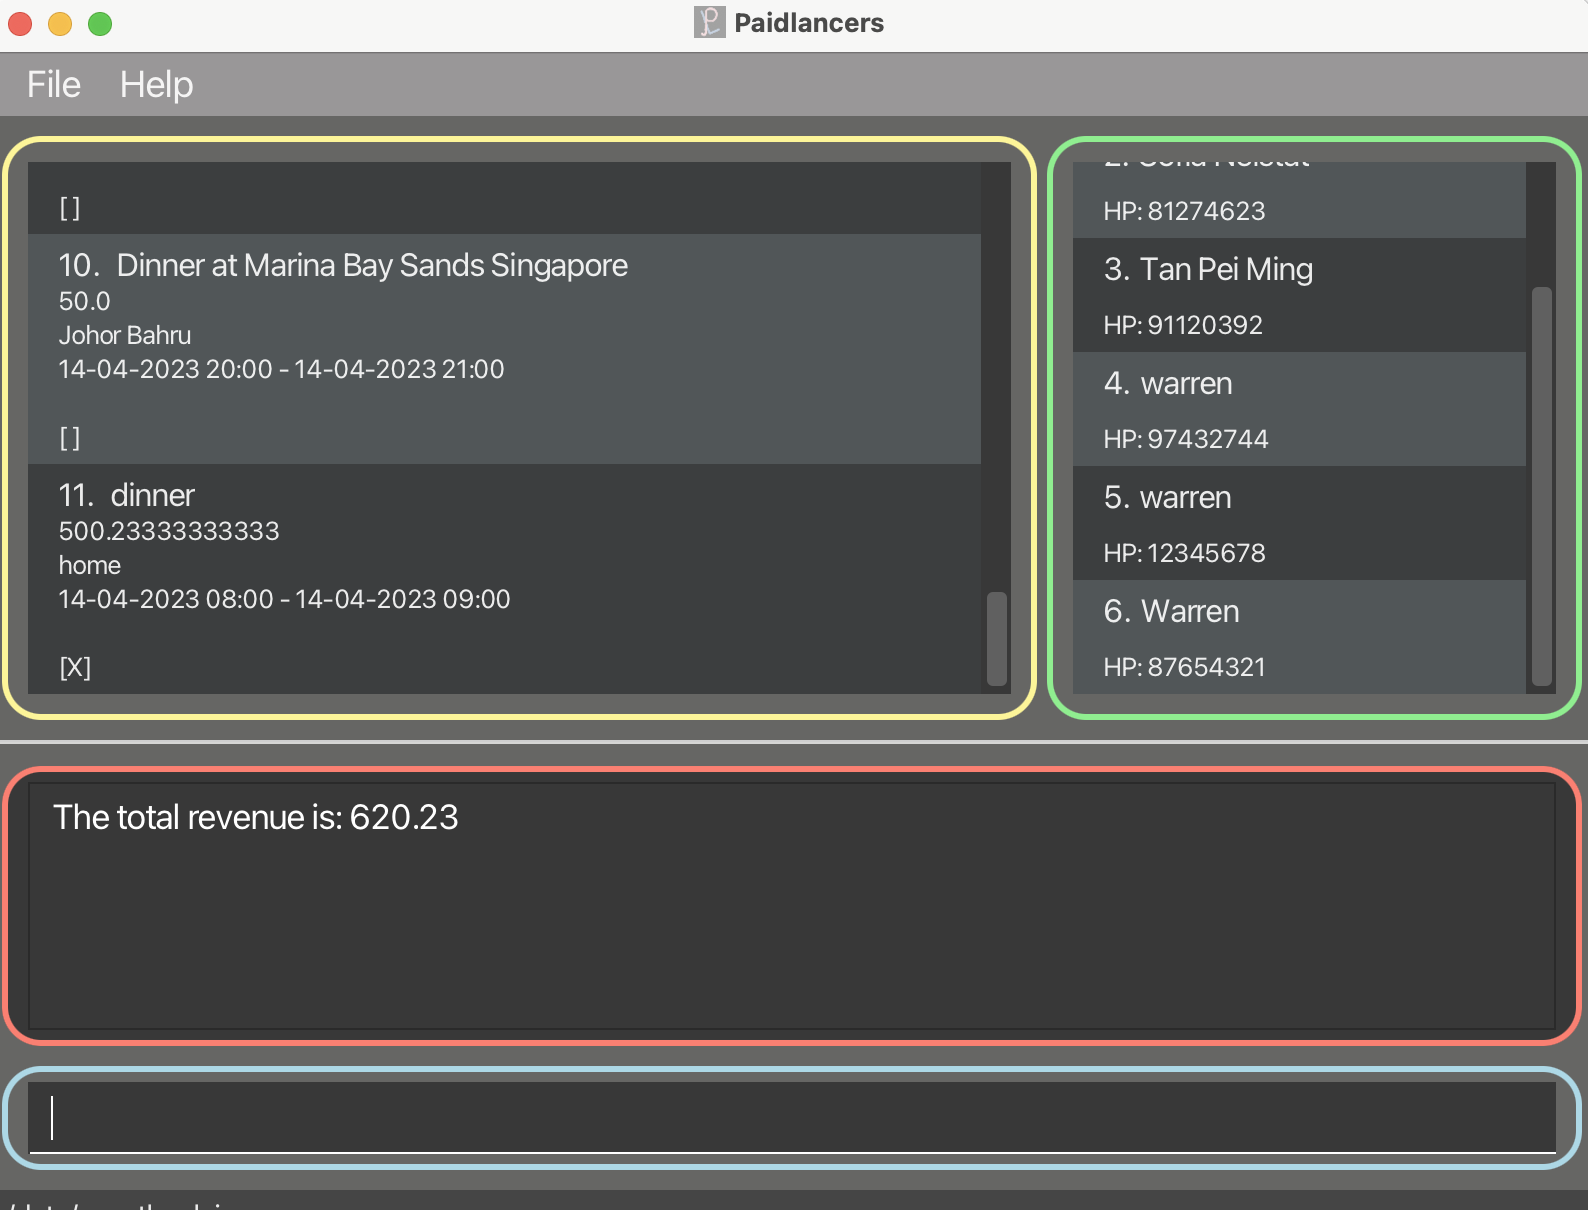 Paidlancers
File Help
[ ]
10. Dinner at Marina Bay Sands Singapore
50.0
Johor Bahru
14-04-2023 20:00 - 14-04-2023 21:00
[ ]
11. dinner
500.23333333333
home
14-04-2023 08:00 - 14-04-2023 09:00
[X]
HP: 81274623
3. Tan Pei Ming
HP: 91120392
4. warren
HP: 97432744
5. warren
HP: 12345678
6. Warren
HP: 87654321
The total revenue is: 620.23